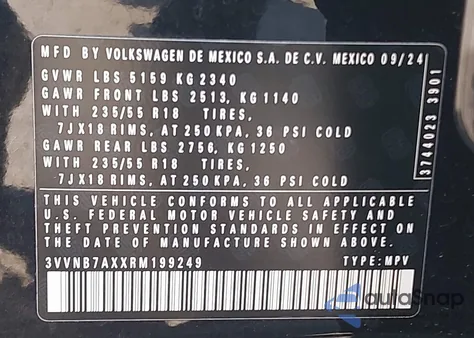 MFD BY VOLKSWAGEN DE MEXICO S.A. DE C.V. MEXICO 09/24
GVWR LBS 5159 KG 2340
GAWR FRONT LBS 2513, KG 1140
WITH 235/55 R18 TIRES,
7JX18 RIMS, AT 250 KPA, 36 PSI COLD
GAWR REAR LBS 2756, KG 1250
WITH 235/55 R18 TIRES,
7JX18 RIMS, AT 250 KPA, 36 PSI COLD
THIS VEHICLE CONFORMS TO ALL APPLICABLE
U.S. FEDERAL MOTOR VEHICLE SAFETY AND
THEFT PREVENTION STANDARDS IN EFFECT ON
THE DATE OF MANUFACTURE SHOWN ABOVE.
3VVNB7AXXRM199249 TYPE: MPV
3744023 3901
autaSnap